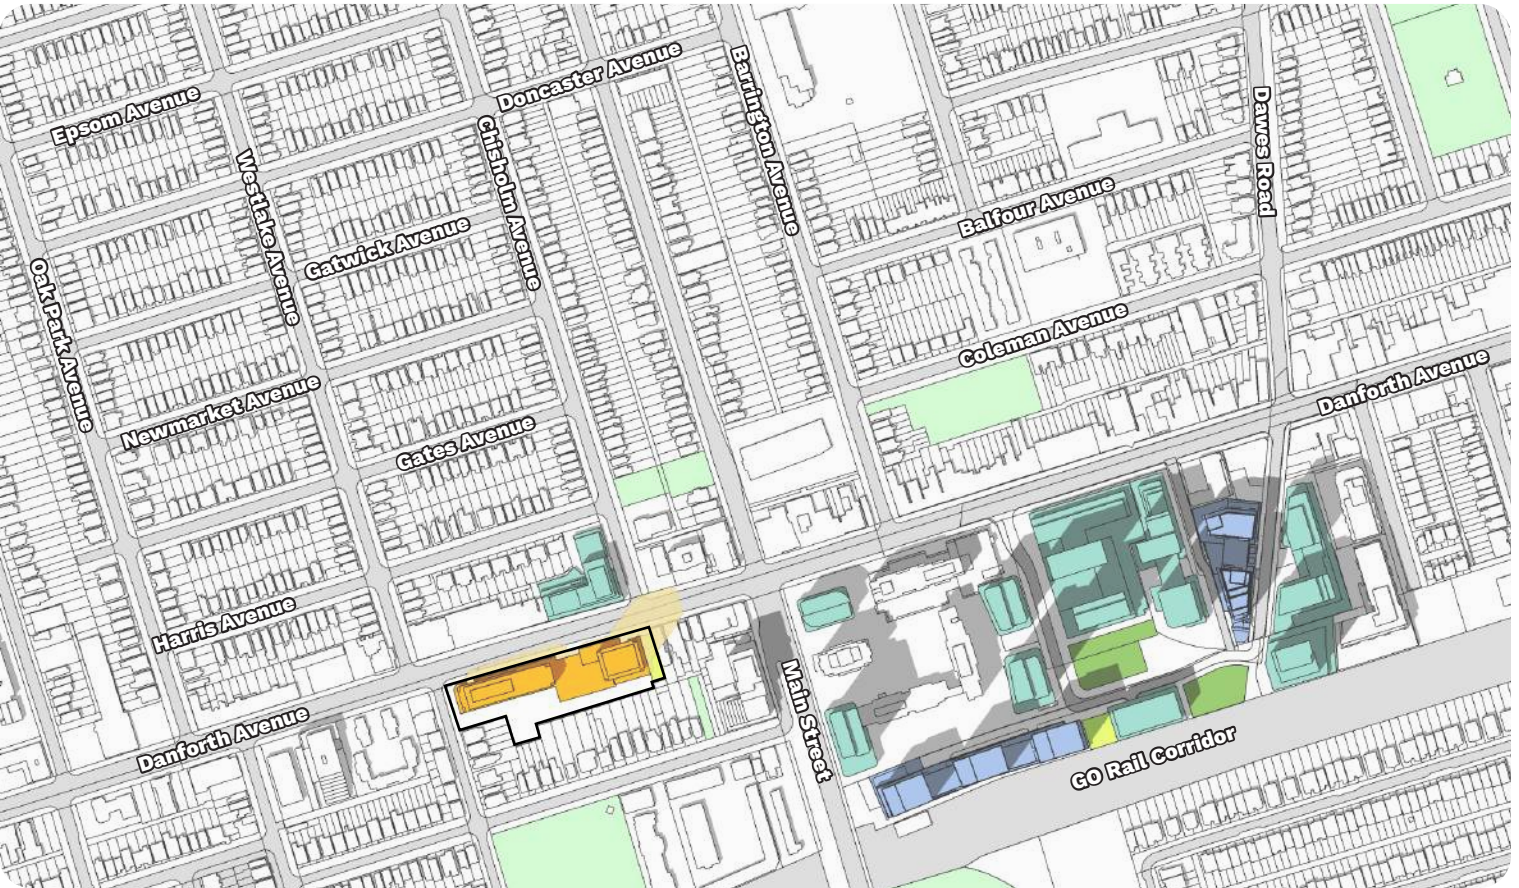 Doncaster Avenue
Epsom Avenue
Barrington Avenue
Dawes Road
Chisholm Avenue
Westlake Avenue
Balfour Avenue
Gatwick Avenue
Oak Park Avenue
Coleman Avenue
Danforth Avenue
Newmarket Avenue
Gates Avenue
Harris Avenue
Main Street
Danforth Avenue
GO Rail Corridor